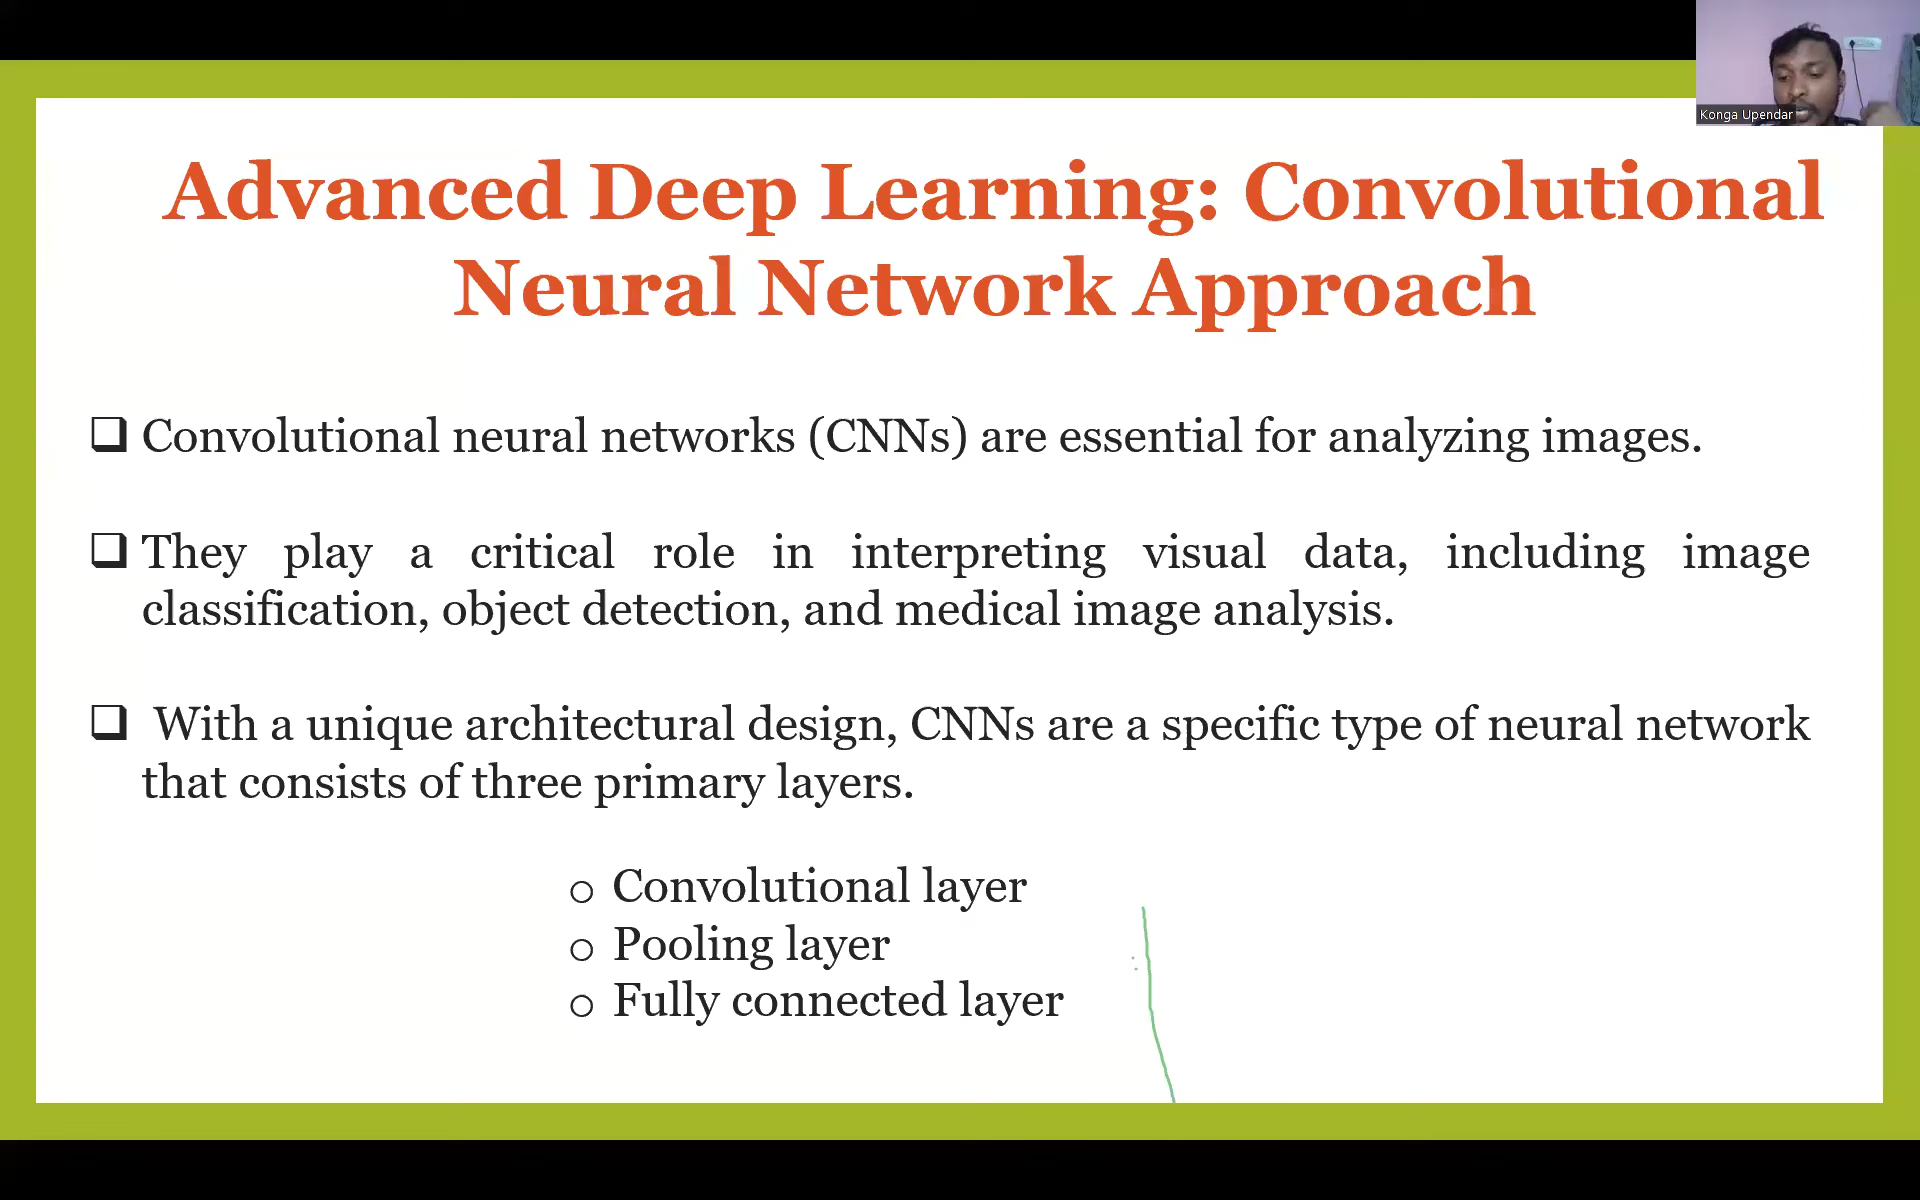 Konga Upendar
Advanced Deep Learning: Convolutional
Neural Network Approach
❑ Convolutional neural networks (CNNs) are essential for analyzing images.
❑ They play a critical role in interpreting visual data, including image
classification, object detection, and medical image analysis.
❑ With a unique architectural design, CNNs are a specific type of neural network
that consists of three primary layers.
o Convolutional layer
o Pooling layer
o Fully connected layer